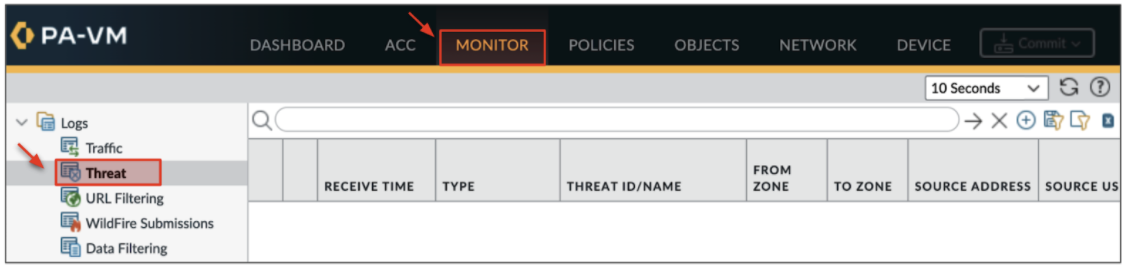 PA-VM
DASHBOARD ACC MONITOR POLICIES OBJECTS NETWORK DEVICE Commit
10 Seconds
Logs
Traffic
Threat
URL Filtering
WildFire Submissions
Data Filtering
RECEIVE TIME TYPE THREAT ID/NAME FROM ZONE TO ZONE SOURCE ADDRESS SOURCE US